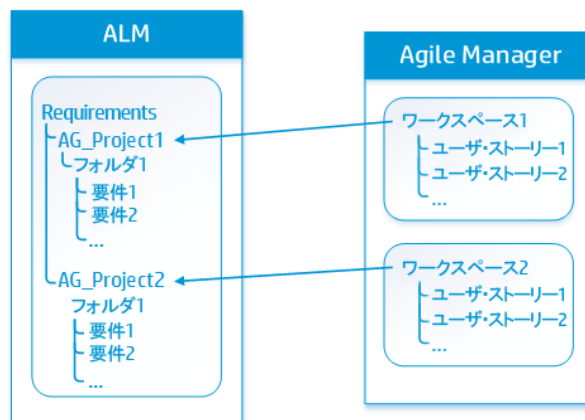 ALM
Requirements
AG_Project1
フォルダ1
要件1
要件2
...
AG_Project2
フォルダ1
要件1
要件2
...
Agile Manager
ワークスペース1
ユーザ・ストーリー1
ユーザ・ストーリー2
...
ワークスペース2
ユーザ・ストーリー1
ユーザ・ストーリー2
...